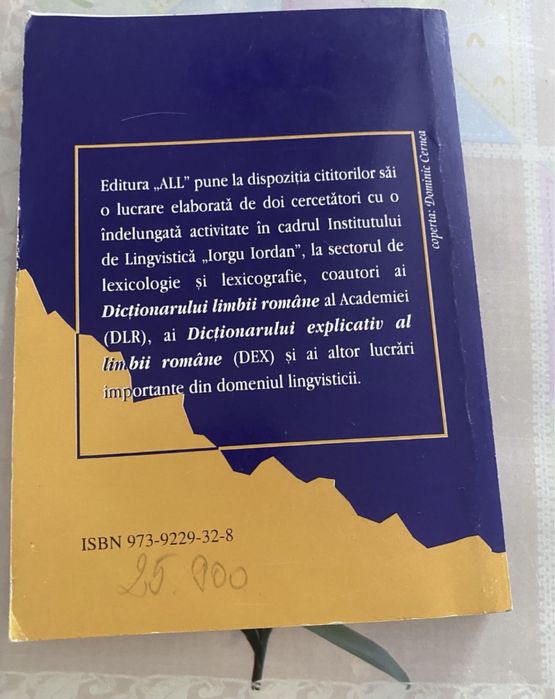 Editura „ALL” pune la dispoziția cititorilor săi
o lucrare elaborată de doi cercetători cu o
îndelungată activitate în cadrul Institutului
de Lingvistică „Iorgu Iordan”, la sectorul de
lexicologie și lexicografie, coautori ai
Dicționarului limbii române al Academiei
(DLR), ai Dicționarului explicativ al
limbii române (DEX) și ai altor lucrări
importante din domeniul lingvisticii.
coperta: Dominic Cernea
ISBN 973-9229-32-8
25.900